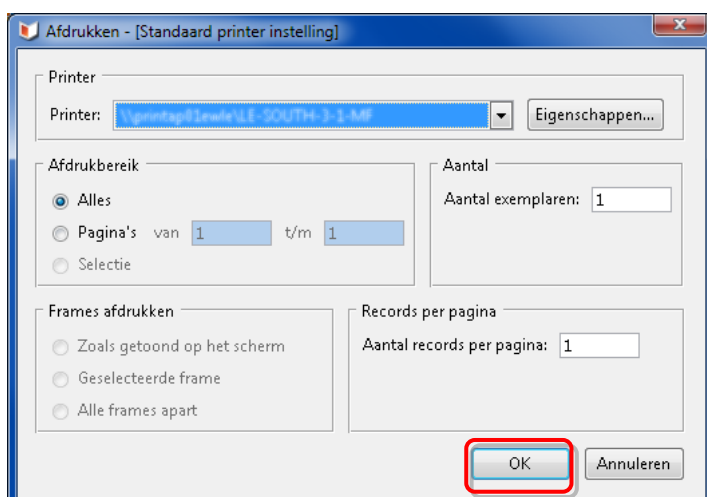 Afdrukken - [Standaard printer instelling]
Printer
Printer: \\printap81ewle\LE-SOUTH-3-1-MF Eigenschappen...
Afdrukbereik
Alles
Pagina's van 1 t/m 1
Selectie
Aantal
Aantal exemplaren: 1
Frames afdrukken
Zoals getoond op het scherm
Geselecteerde frame
Alle frames apart
Records per pagina
Aantal records per pagina: 1
OK Annuleren